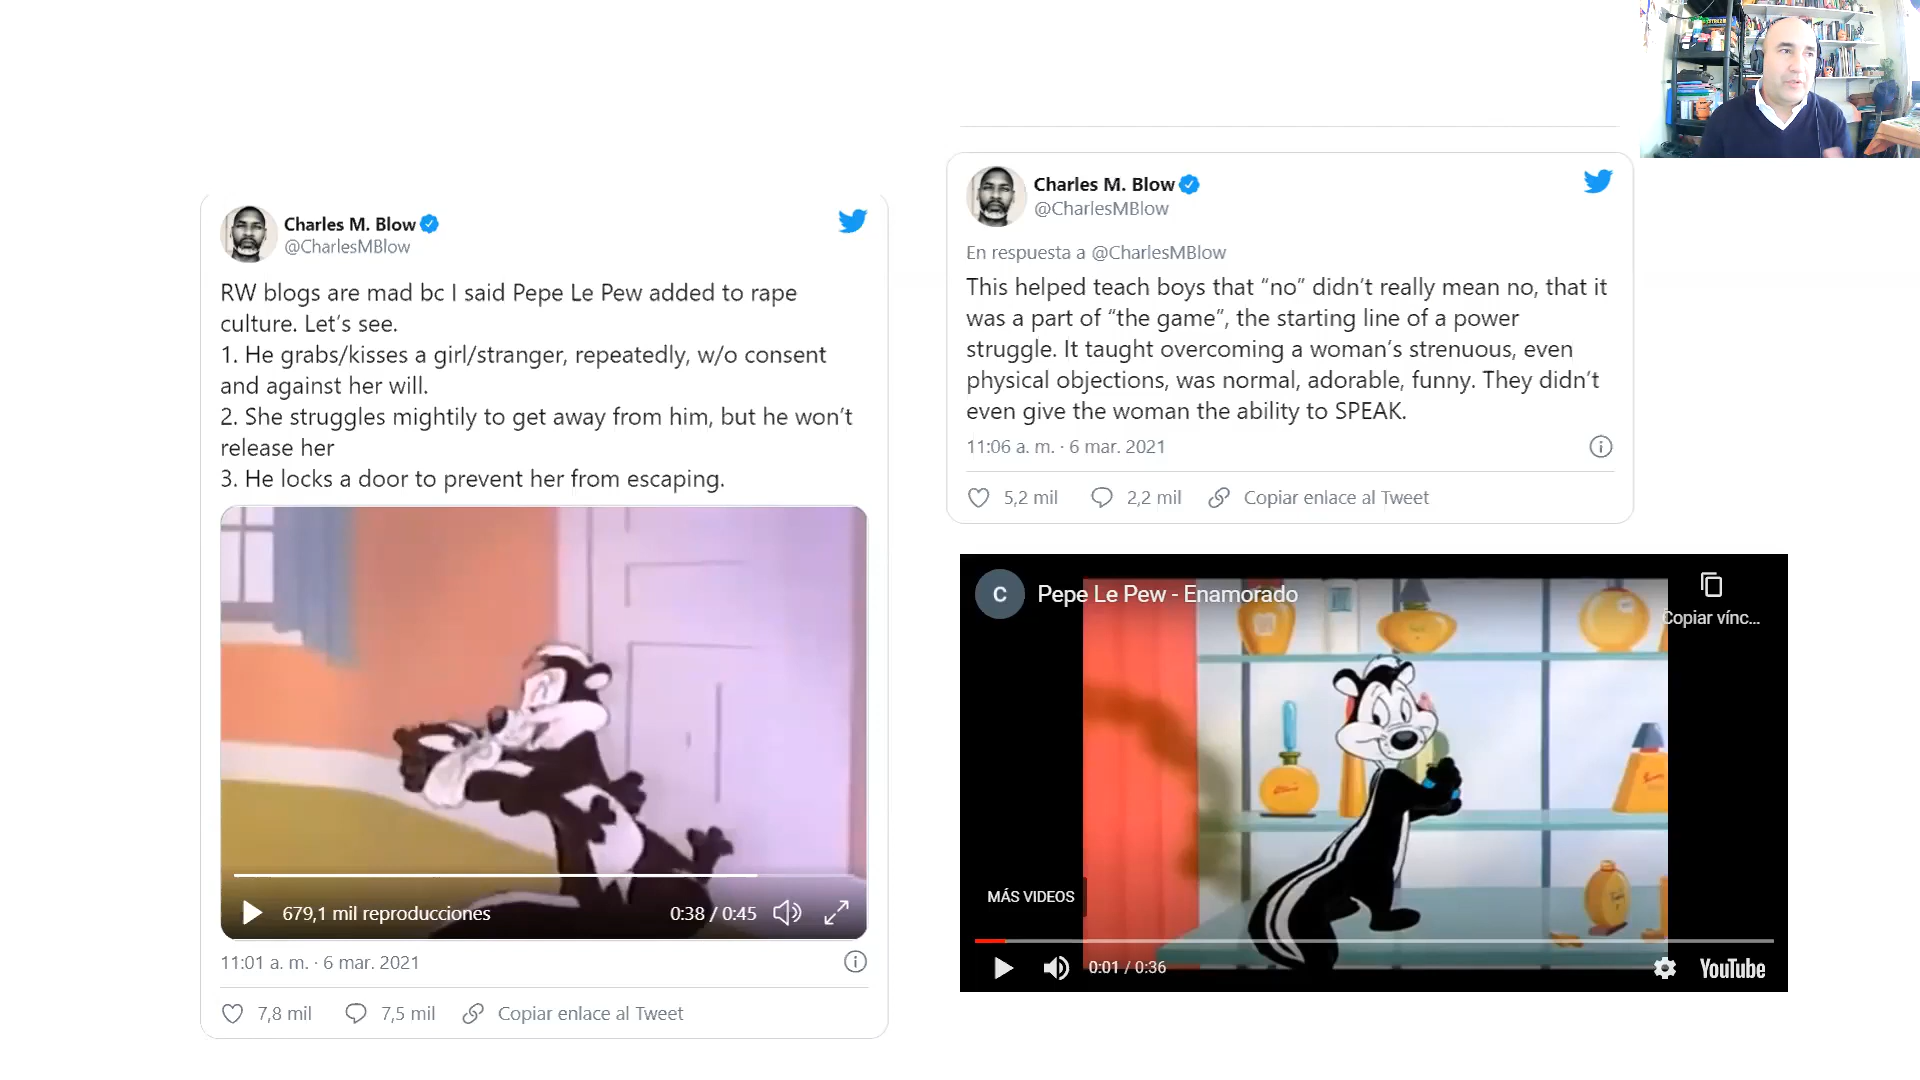 Charles M. Blow
@CharlesMBlow
RW blogs are mad bc I said Pepe Le Pew added to rape
culture. Let’s see.
1. He grabs/kisses a girl/stranger, repeatedly, w/o consent
and against her will.
2. She struggles mightily to get away from him, but he won’t
release her
3. He locks a door to prevent her from escaping.
679,1 mil reproducciones
0:38 / 0:45
11:01 a. m. · 6 mar. 2021
7,8 mil
7,5 mil
Copiar enlace al Tweet
Charles M. Blow
@CharlesMBlow
En respuesta a @CharlesMBlow
This helped teach boys that “no” didn’t really mean no, that it
was a part of “the game”, the starting line of a power
struggle. It taught overcoming a woman’s strenuous, even
physical objections, was normal, adorable, funny. They didn’t
even give the woman the ability to SPEAK.
11:06 a. m. · 6 mar. 2021
5,2 mil
2,2 mil
Copiar enlace al Tweet
C
Pepe Le Pew - Enamorado
Copiar vínc...
MÁS VIDEOS
0:01 / 0:36
YouTube